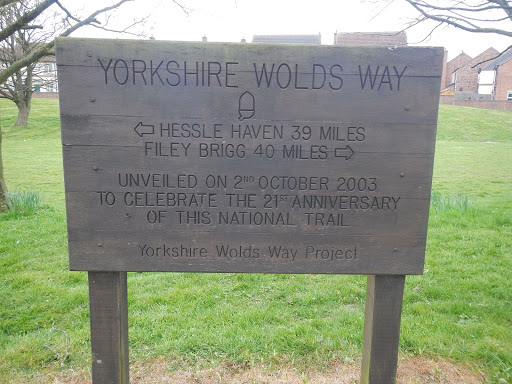 YORKSHIRE WOLDS WAY
⇦ HESSLE HAVEN 39 MILES
FILEY BRIGG 40 MILES ⇨
UNVEILED ON 2ND OCTOBER 2003
TO CELEBRATE THE 21ST ANNIVERSARY
OF THIS NATIONAL TRAIL
Yorkshire Wolds Way Project